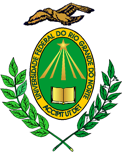 UNIVERSIDADE FEDERAL DO RIO GRANDE DO NORTE
ACCIPIT UT DET